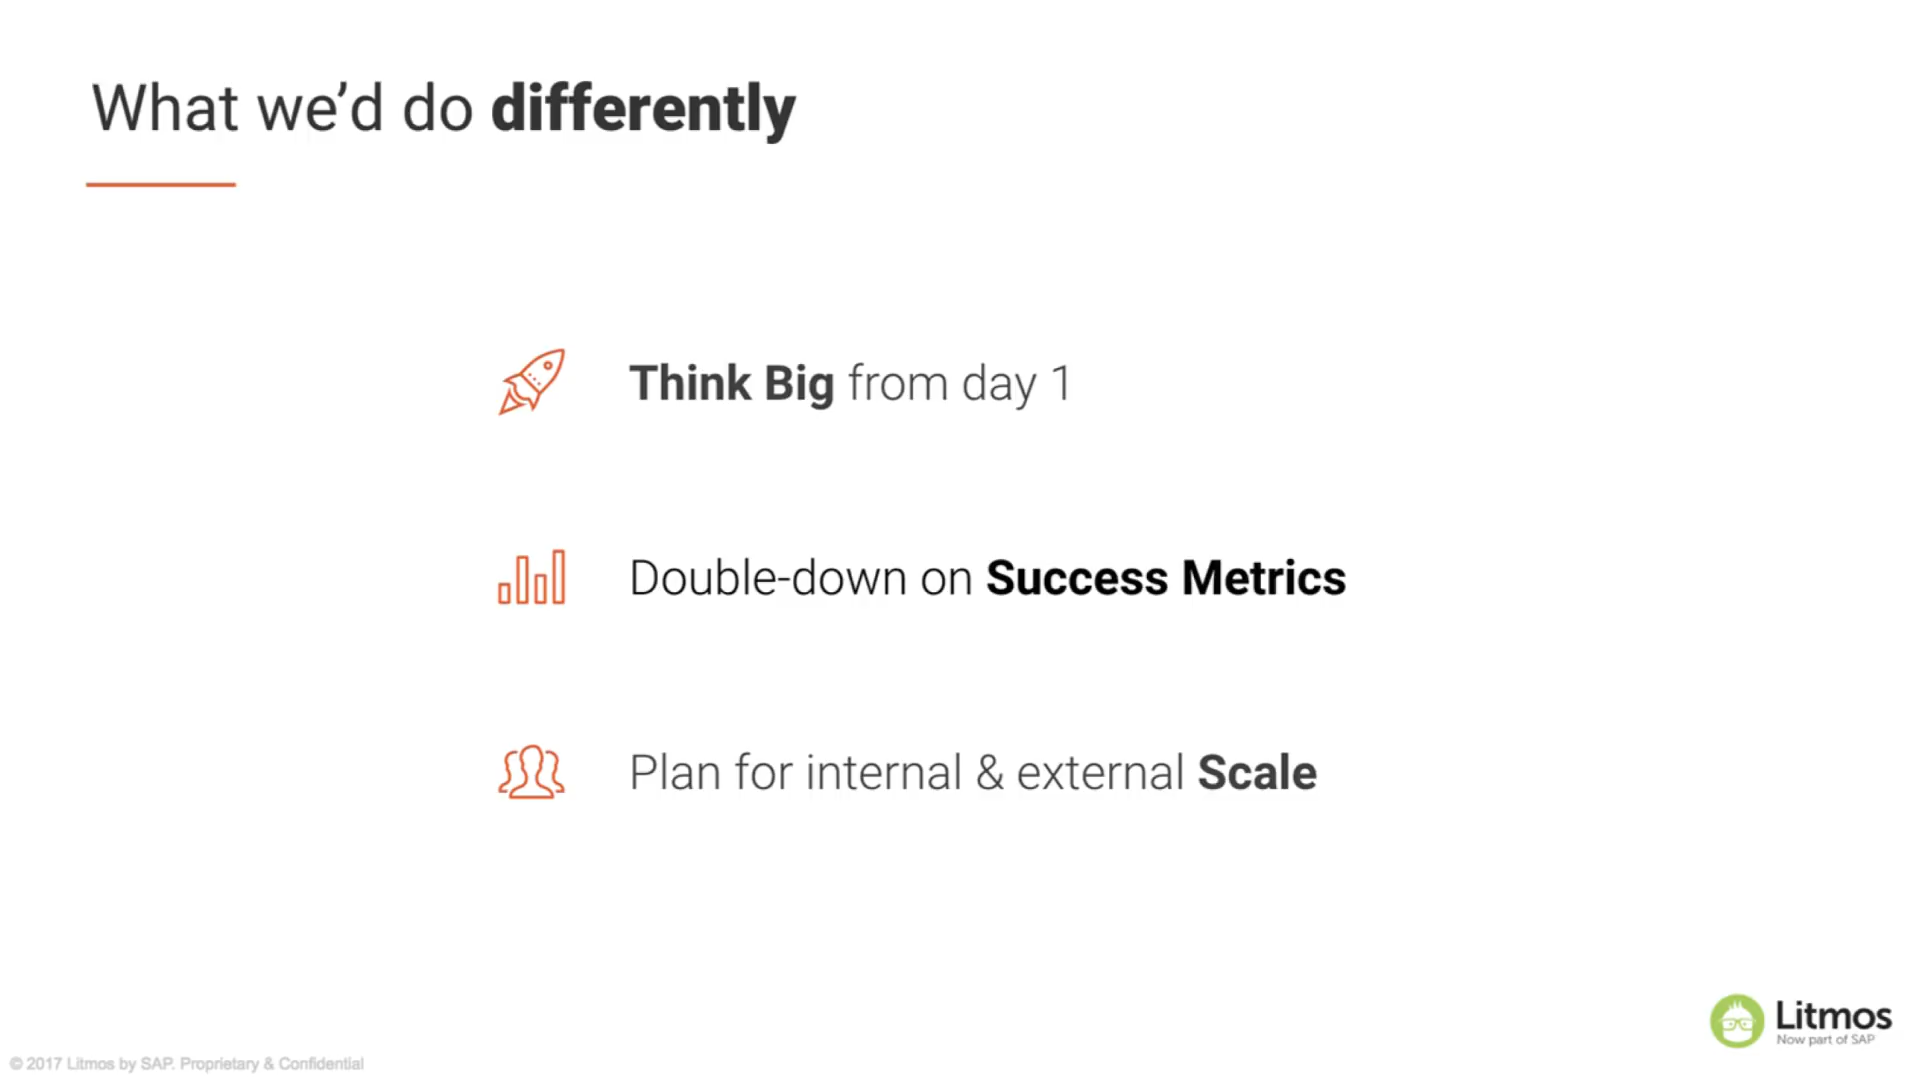 What we’d do differently
Think Big from day 1
Double-down on Success Metrics
Plan for internal & external Scale
Litmos
Now part of SAP
© 2017 Litmos by SAP. Proprietary & Confidential